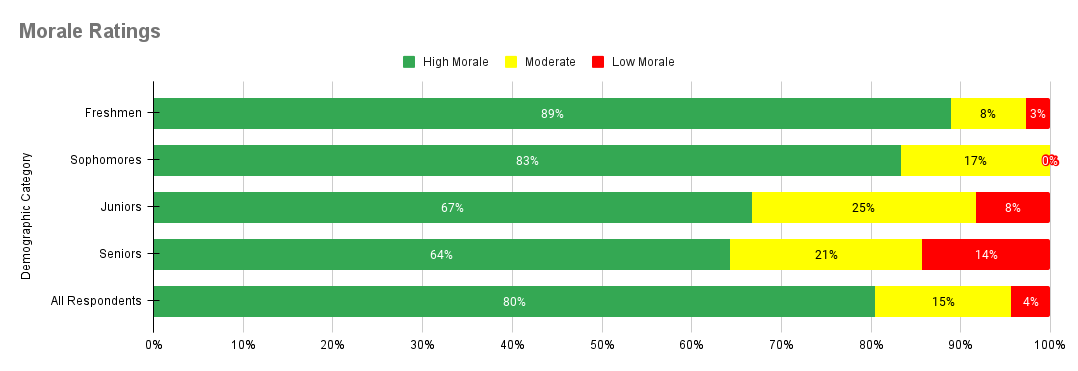 Morale Ratings
High Morale Moderate Low Morale
Demographic Category
Freshmen 89% 8% 3%
Sophomores 83% 17% 0%
Juniors 67% 25% 8%
Seniors 64% 21% 14%
All Respondents 80% 15% 4%
0% 10% 20% 30% 40% 50% 60% 70% 80% 90% 100%